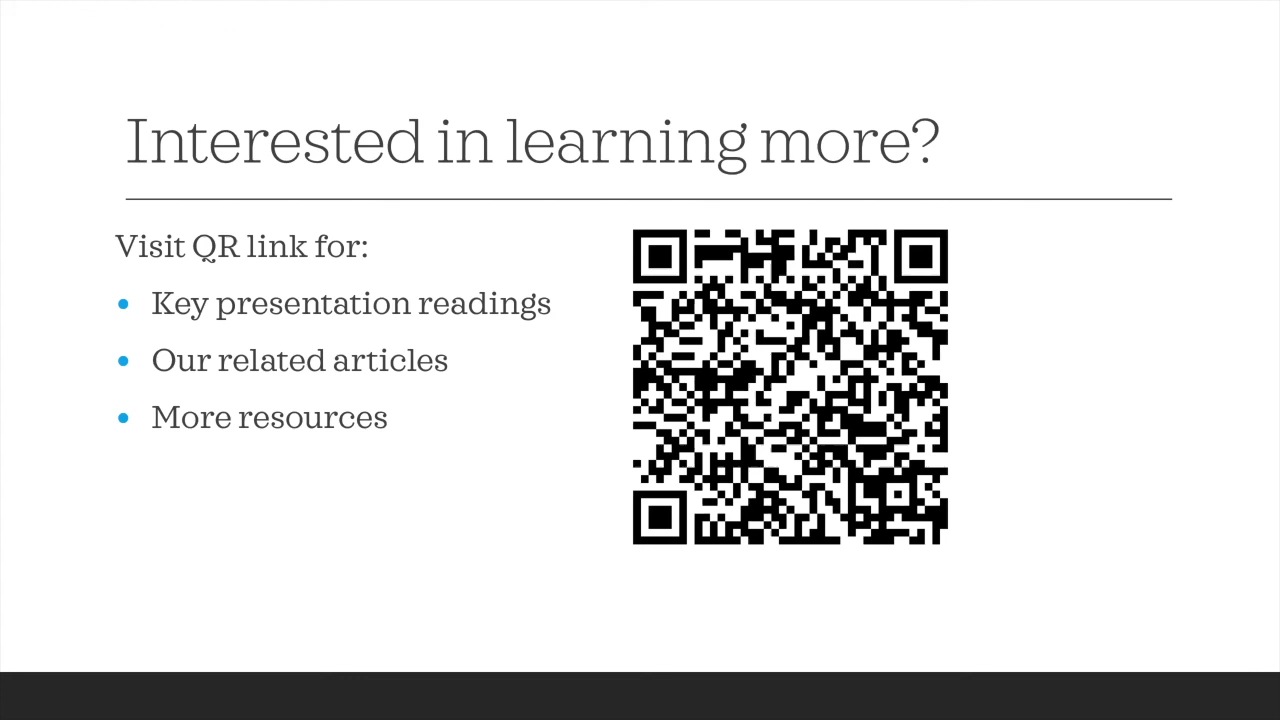 Interested in learning more?
Visit QR link for:
• Key presentation readings
• Our related articles
• More resources